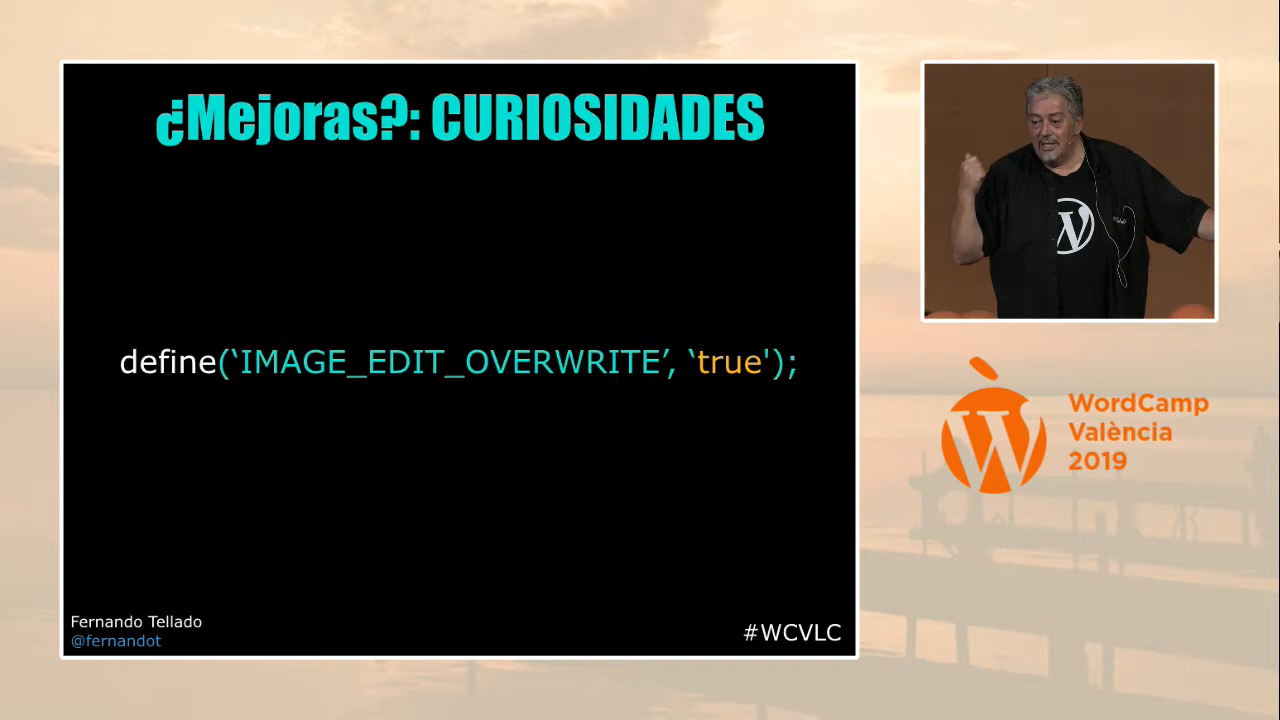 ¿Mejoras?: CURIOSIDADES
define(‘IMAGE_EDIT_OVERWRITE’, ‘true');
Fernando Tellado
@fernandot
#WCVLC
WordCamp
València
2019